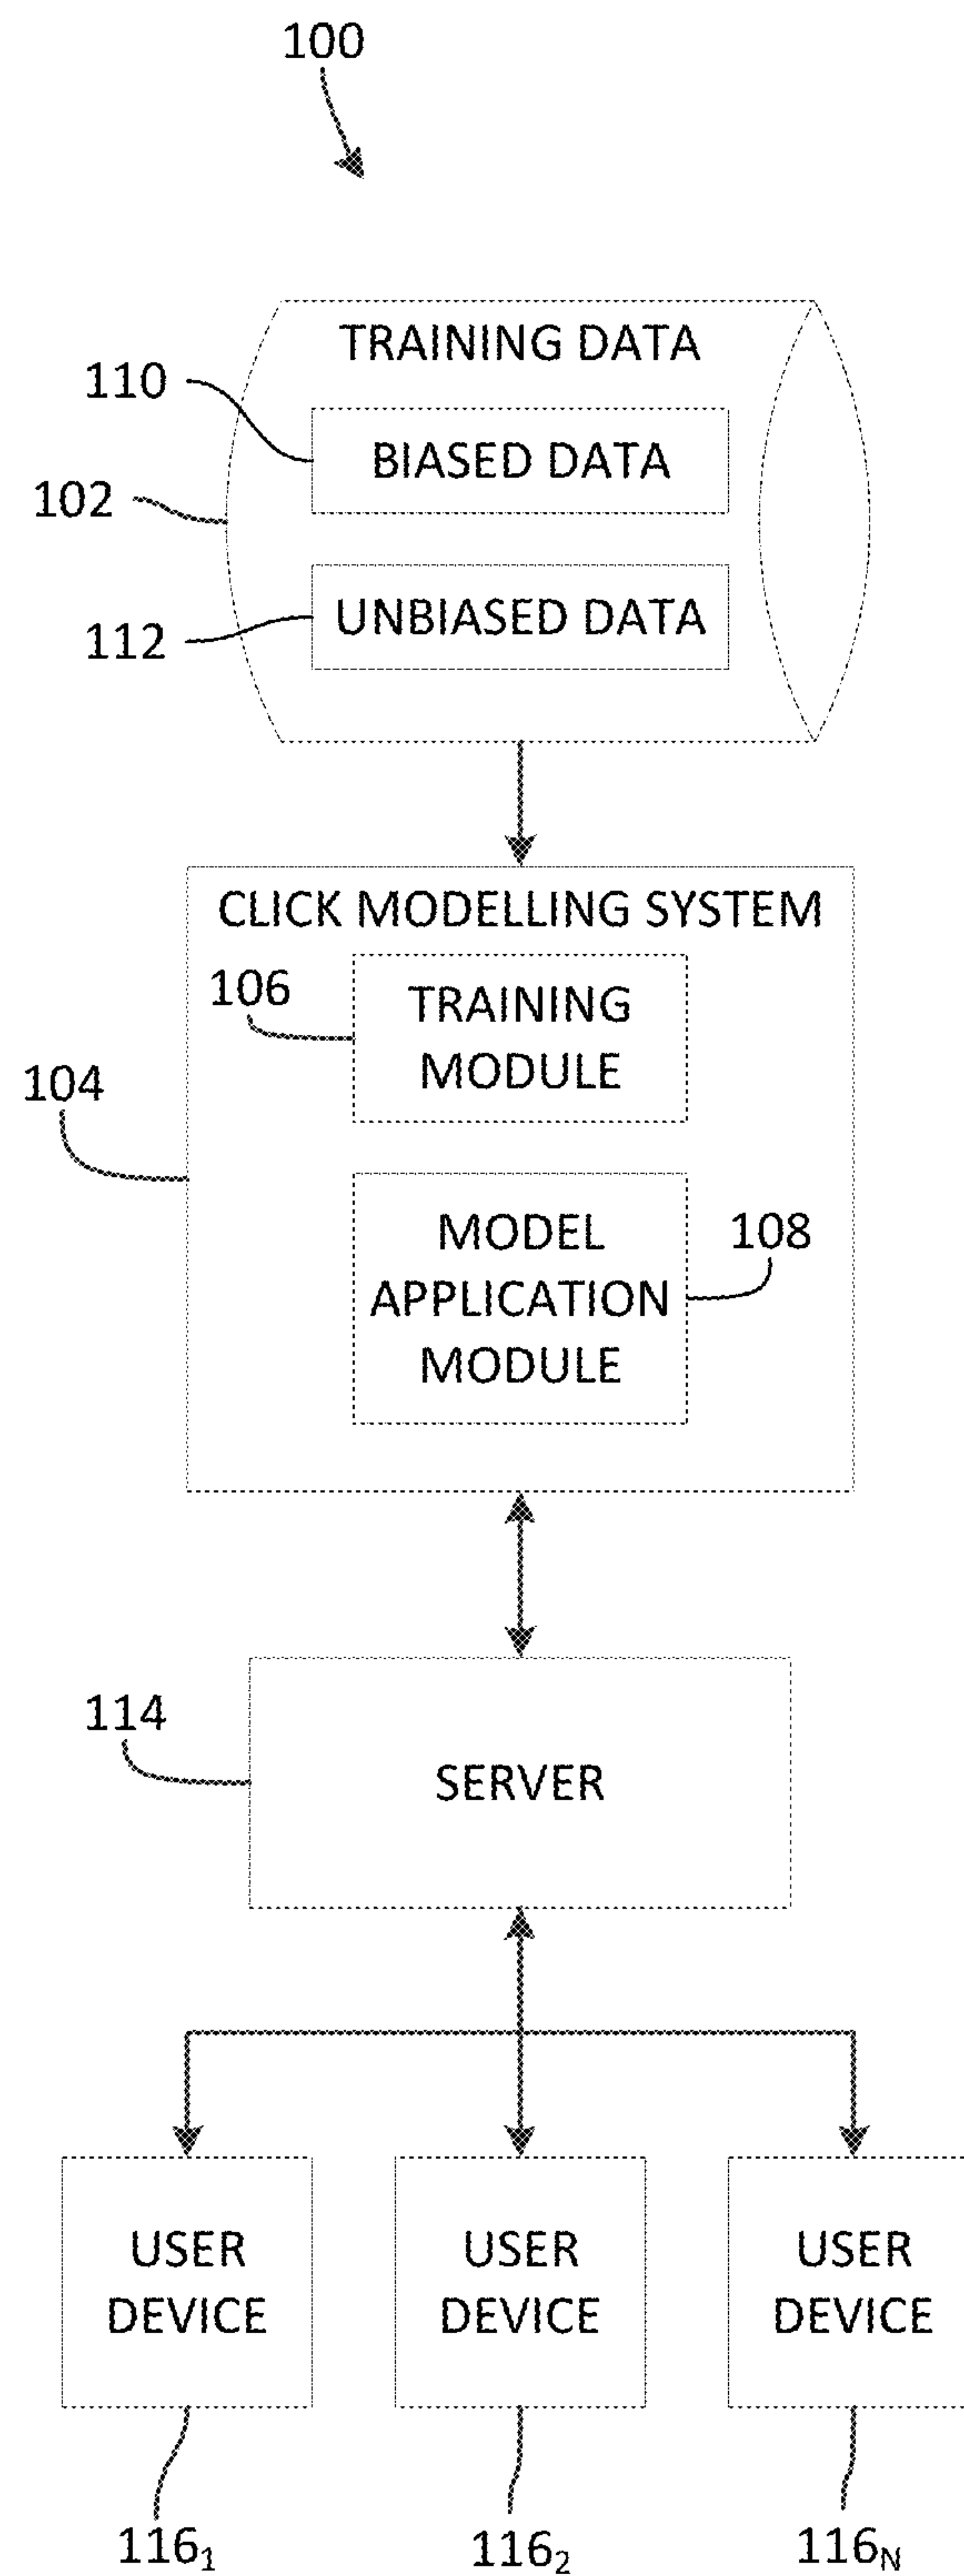 100
TRAINING DATA
110
BIASED DATA
102
UNBIASED DATA
112
CLICK MODELLING SYSTEM
106
TRAINING
MODULE
104
MODEL
APPLICATION
MODULE
108
114
SERVER
USER
DEVICE
USER
DEVICE
USER
DEVICE
116₁
116₂
116_N